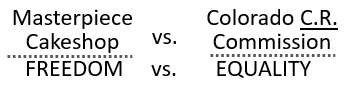 Masterpiece Cakeshop vs. Colorado C.R. Commission
FREEDOM vs. EQUALITY